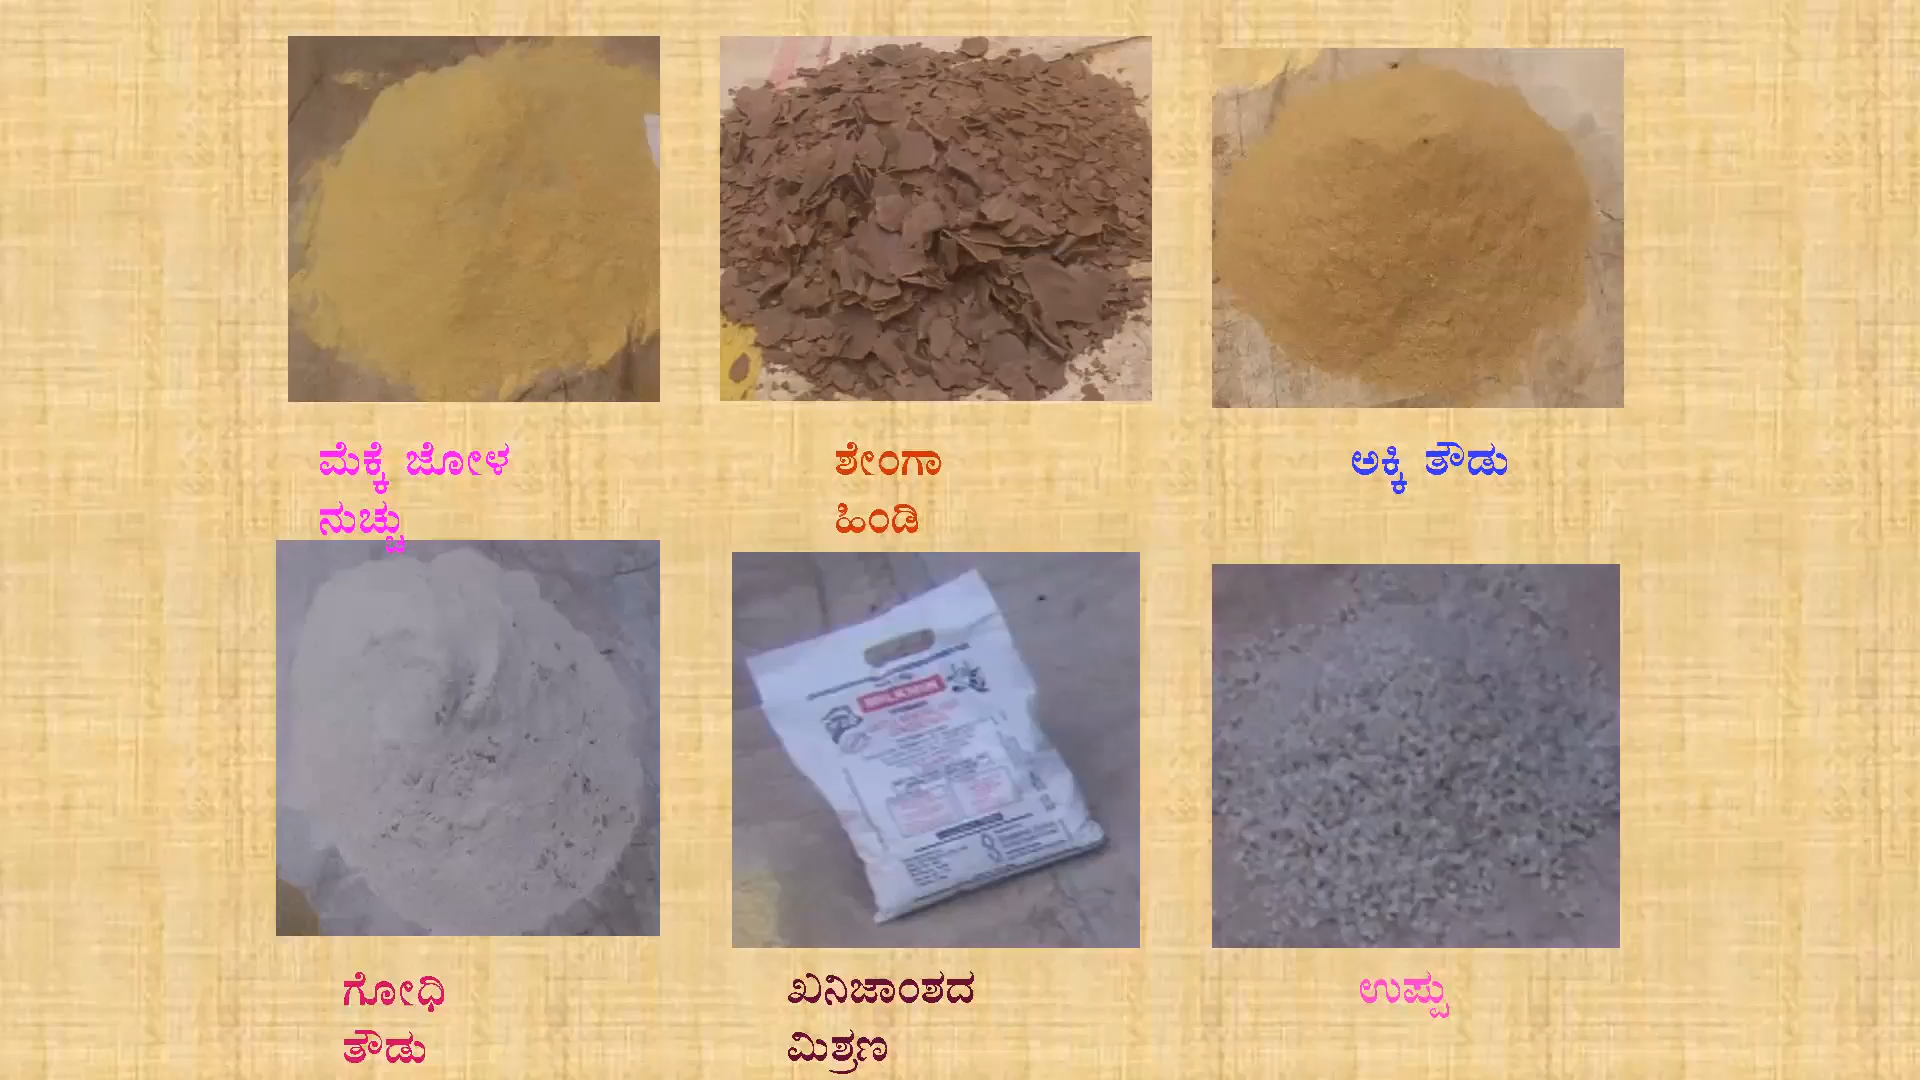 ಮೆಕ್ಕೆ ಜೋಳ
ನುಚ್ಚು
ಶೇಂಗಾ
ಹಿಂಡಿ
ಅಕ್ಕಿ ತೌಡು
ಗೋಧಿ
ತೌಡು
ಖನಿಜಾಂಶದ
ಮಿಶ್ರಣ
ಉಪ್ಪು